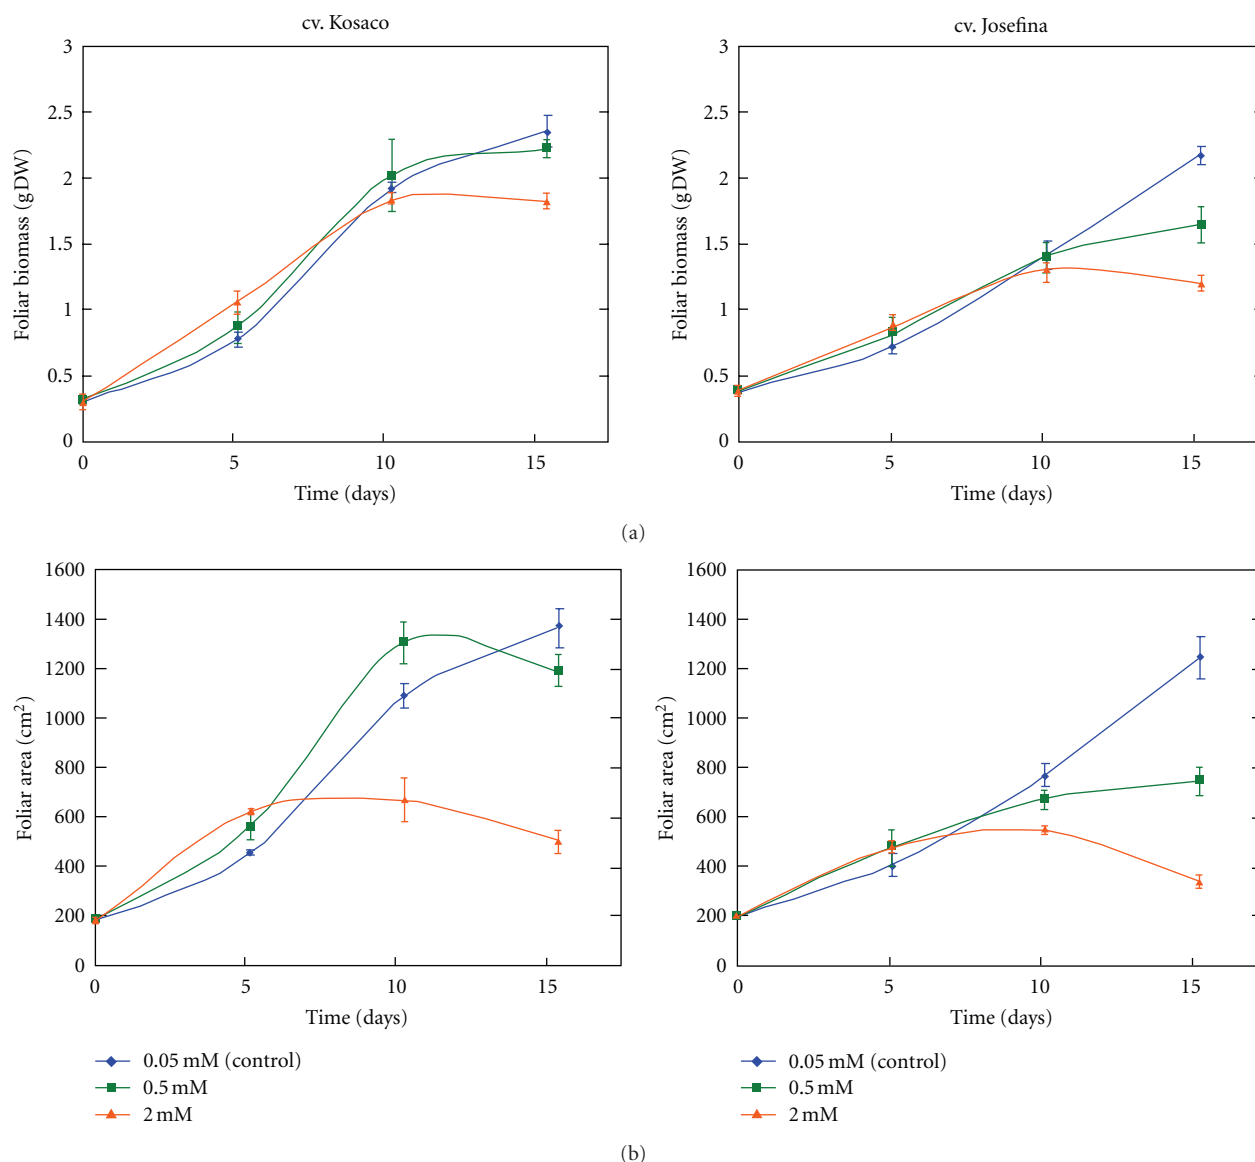 cv. Kosaco
3
2.5
2
1.5
1
0.5
0
Foliar biomass (gDW)
0 5 10 15
Time (days)
cv. Josefina
3
2.5
2
1.5
1
0.5
0
Foliar biomass (gDW)
0 5 10 15
Time (days)
(a)
1600
1400
1200
1000
800
600
400
200
0
Foliar area (cm²)
0 5 10 15
Time (days)
0.05 mM (control)
0.5 mM
2 mM
1600
1400
1200
1000
800
600
400
200
0
Foliar area (cm²)
0 5 10 15
Time (days)
0.05 mM (control)
0.5 mM
2 mM
(b)